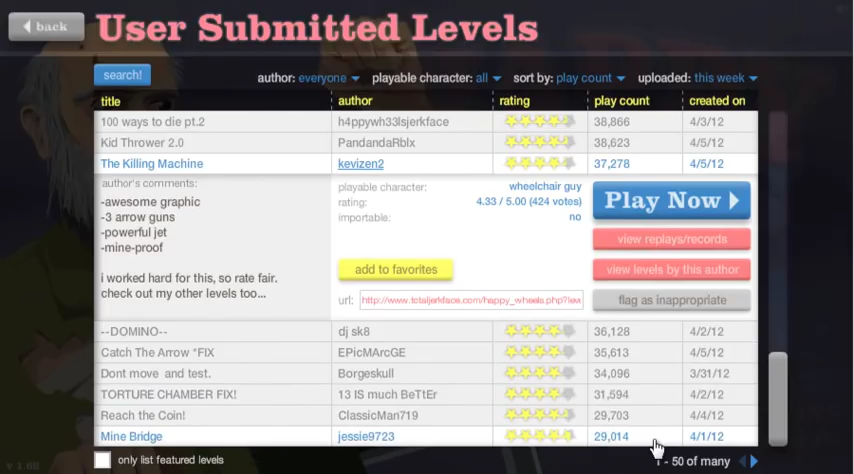 back
User Submitted Levels
search!
author: everyone playable character: all sort by: play count uploaded: this week
title author rating play count created on
100 ways to die pt.2 h4ppywh33lsjerkface 38,866 4/3/12
Kid Thrower 2.0 PandandaRblx 38,623 4/5/12
The Killing Machine kevizen2 37,278 4/5/12
author's comments:
-awesome graphic
-3 arrow guns
-powerful jet
-mine-proof
i worked hard for this, so rate fair.
check out my other levels too...
playable character: wheelchair guy
rating: 4.33 / 5.00 (424 votes)
importable: no
add to favorites
url: http://www.totaljerkface.com/happy_wheels.php?lev
Play Now
view replays/records
view levels by this author
flag as inappropriate
--DOMINO-- dj sk8 36,128 4/2/12
Catch The Arrow *FIX EPicMArcGE 35,613 4/5/12
Dont move and test. Borgeskull 34,096 3/31/12
TORTURE CHAMBER FIX! 13 IS much BeTtEr 31,594 4/2/12
Reach the Coin! ClassicMan719 29,703 4/4/12
Mine Bridge jessie9723 29,014 4/1/12
only list featured levels
- 50 of many